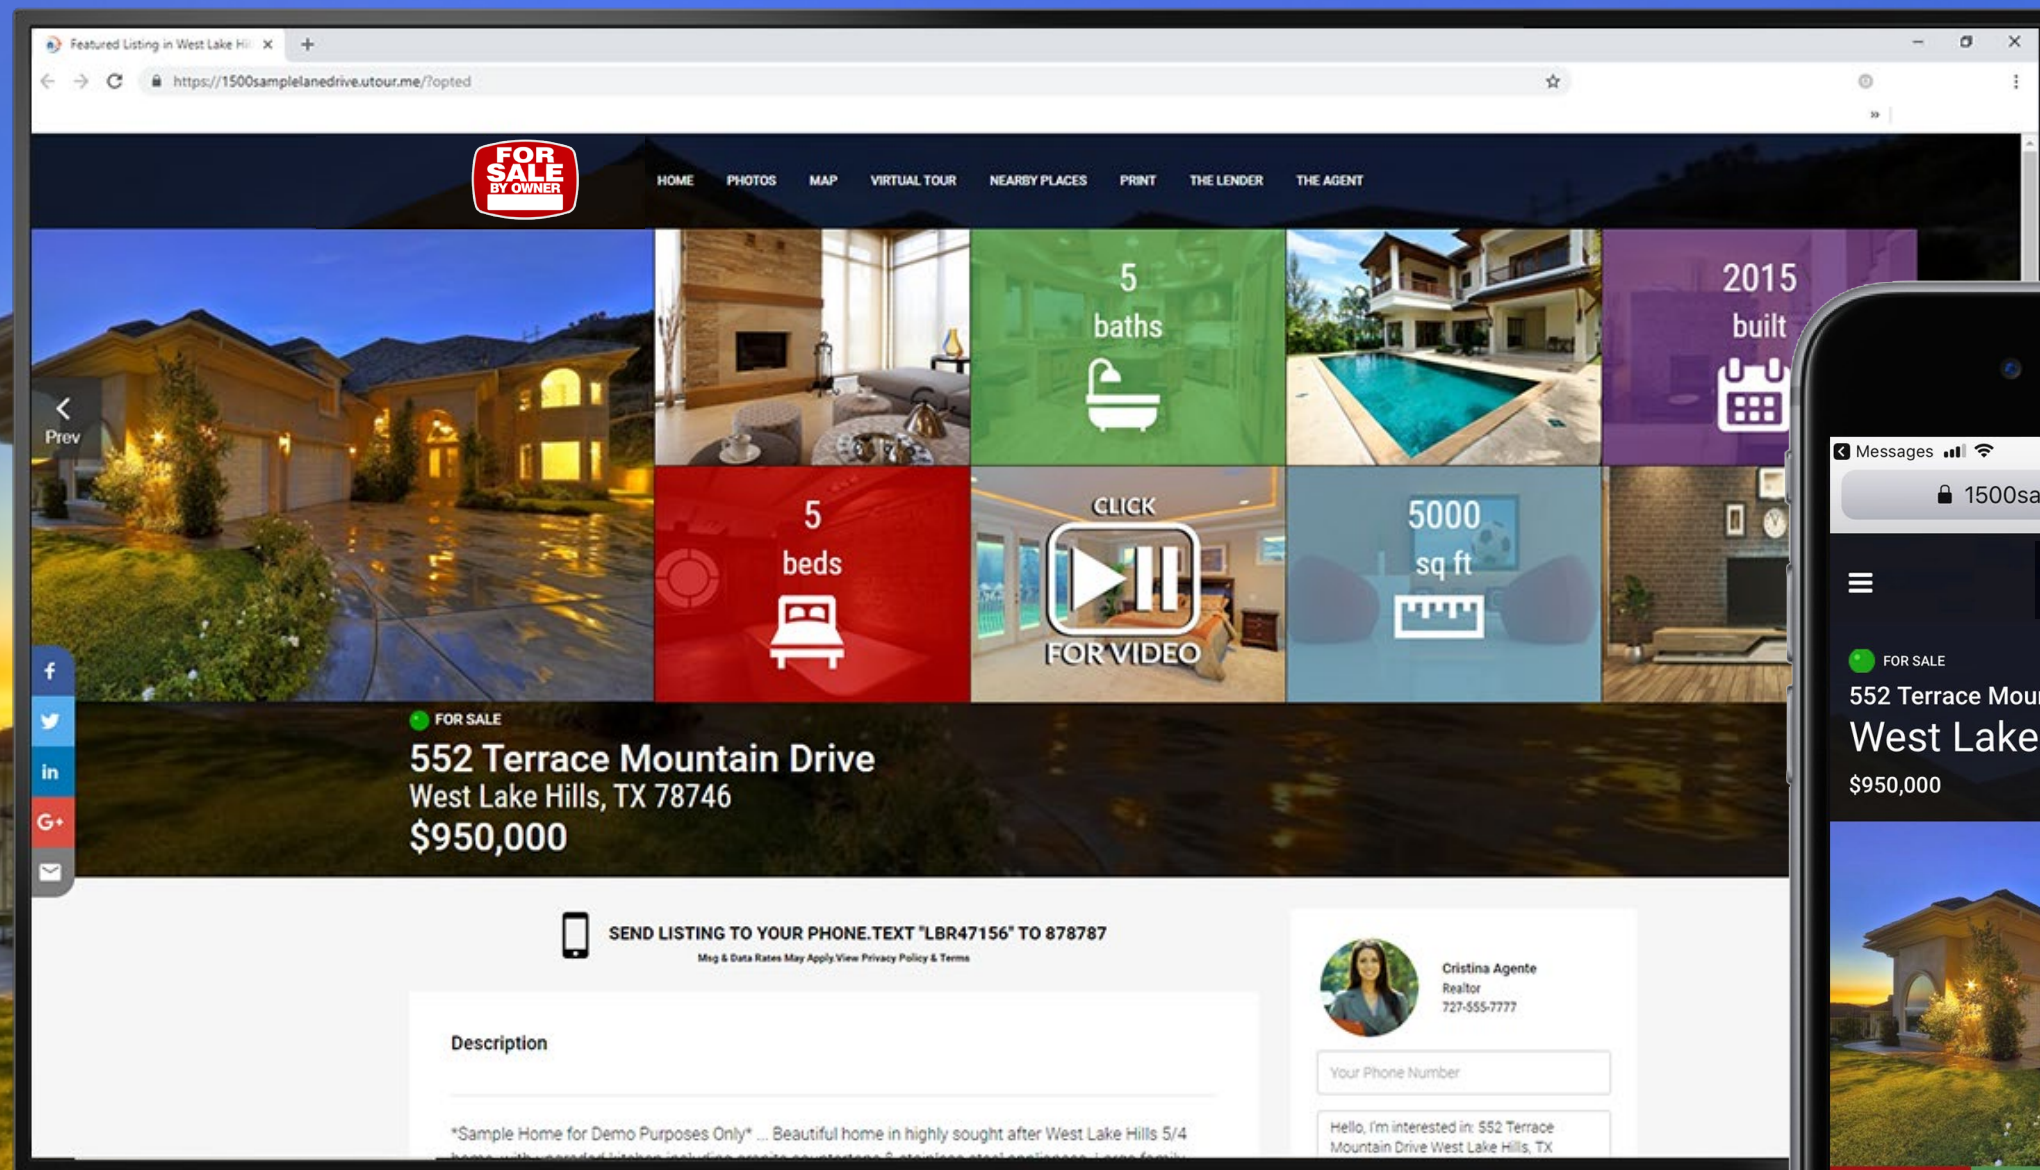 Featured Listing in West Lake Hil
https://1500samplelanedrive.utour.me/?opted
FOR
SALE
BY OWNER
HOME PHOTOS MAP VIRTUAL TOUR NEARBY PLACES PRINT THE LENDER THE AGENT
5
baths
2015
built
Prev
5
beds
CLICK
FOR VIDEO
5000
sq ft
f
in
G+
FOR SALE
552 Terrace Mountain Drive
West Lake Hills, TX 78746
$950,000
SEND LISTING TO YOUR PHONE.TEXT "LBR47156" TO 878787
Msg & Data Rates May Apply.View Privacy Policy & Terms
Cristina Agente
Realtor
727-555-7777
Your Phone Number
Hello, I'm interested in: 552 Terrace
Mountain Drive West Lake Hills, TX
Description
*Sample Home for Demo Purposes Only* ... Beautiful home in highly sought after West Lake Hills 5/4
Messages
1500sa
FOR SALE
552 Terrace Moun
West Lake
$950,000